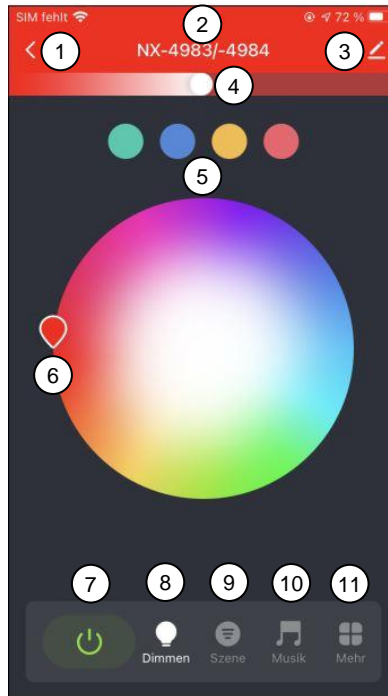 SIM fehlt 72 %
2
1 NX-4983/-4984 3
4
5
6
7 8 9 10 11
Dimmen Szene Musik Mehr